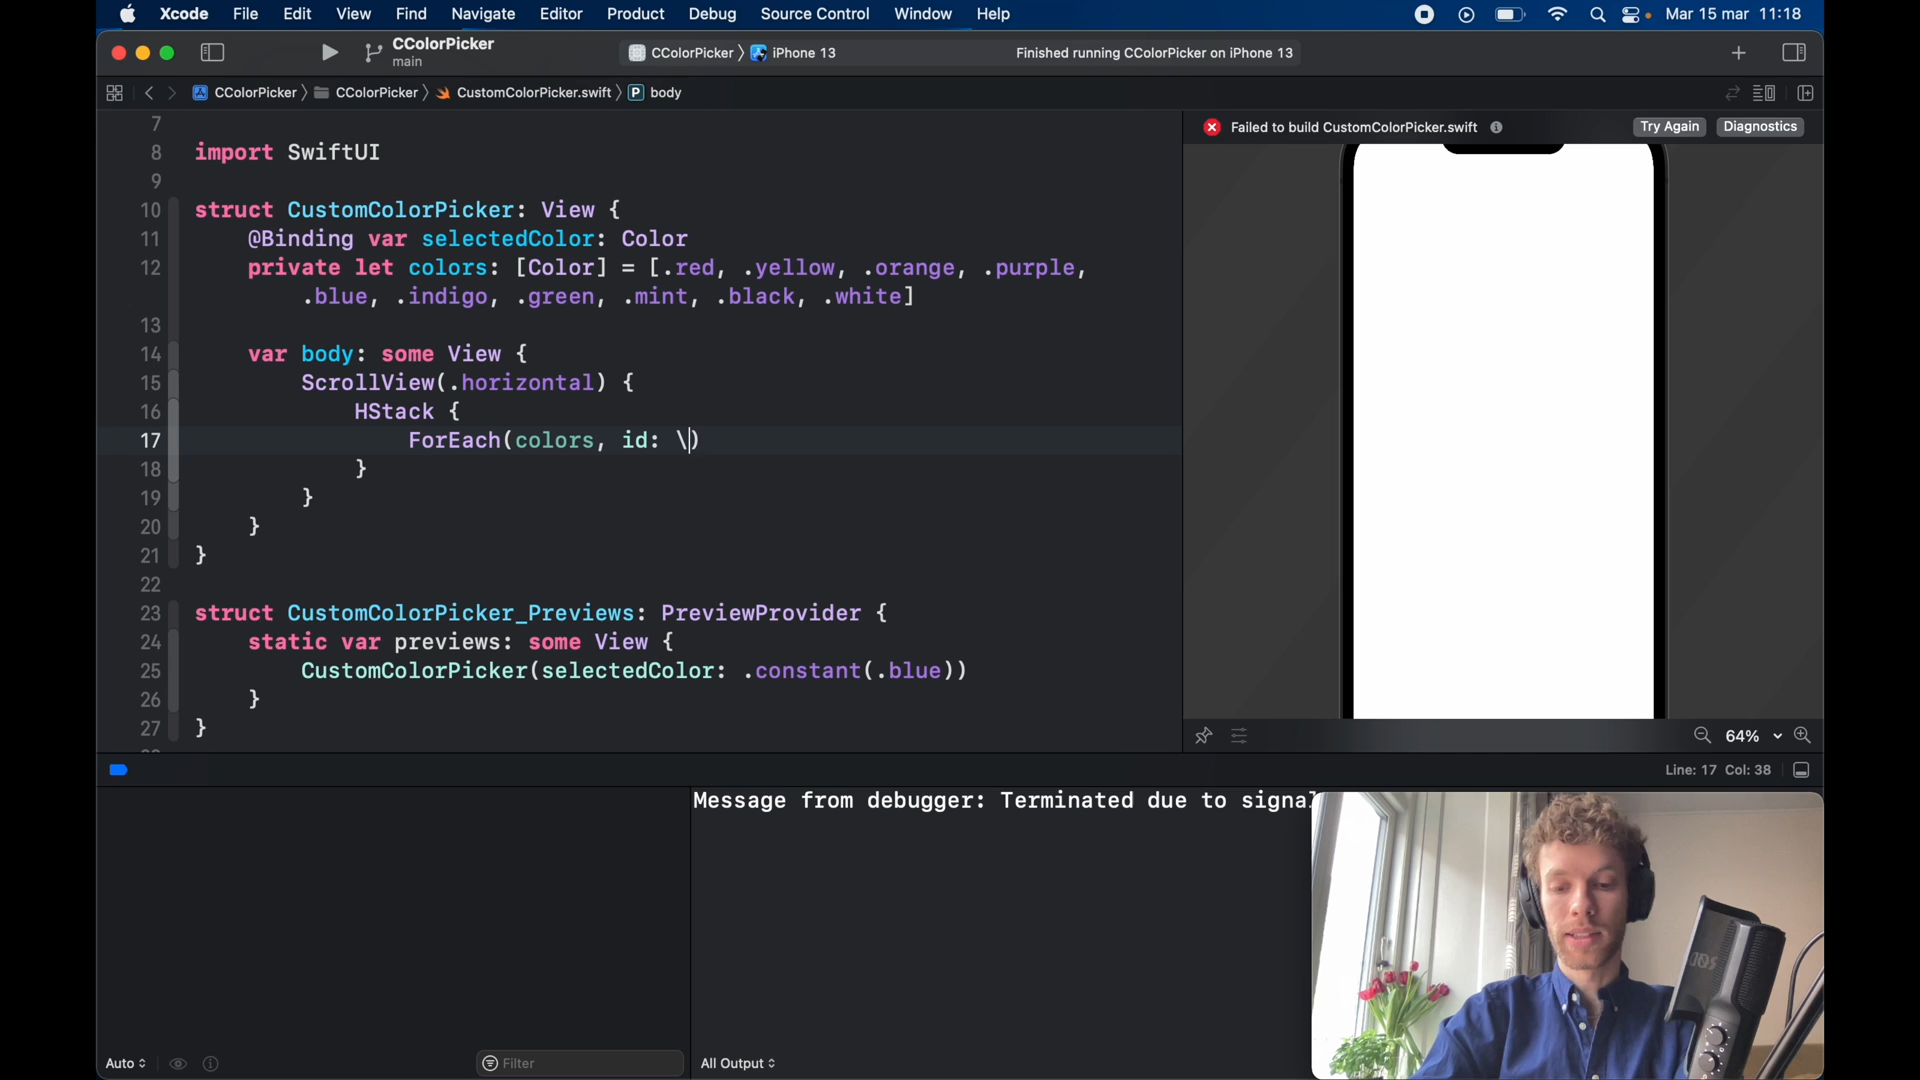 Xcode File Edit View Find Navigate Editor Product Debug Source Control Window Help Mar 15 mar 11:18
CColorPicker
main
CColorPicker iPhone 13 Finished running CColorPicker on iPhone 13
CColorPicker CColorPicker CustomColorPicker.swift P body
Failed to build CustomColorPicker.swift Try Again Diagnostics
7
8 import SwiftUI
9
10 struct CustomColorPicker: View {
11 @Binding var selectedColor: Color
12 private let colors: [Color] = [.red, .yellow, .orange, .purple,
.blue, .indigo, .green, .mint, .black, .white]
13
14 var body: some View {
15 ScrollView(.horizontal) {
16 HStack {
17 ForEach(colors, id: \)
18 }
19 }
20 }
21 }
22
23 struct CustomColorPicker_Previews: PreviewProvider {
24 static var previews: some View {
25 CustomColorPicker(selectedColor: .constant(.blue))
26 }
27 }
64%
Line: 17 Col: 38
Message from debugger: Terminated due to signal
Auto
Filter
All Output